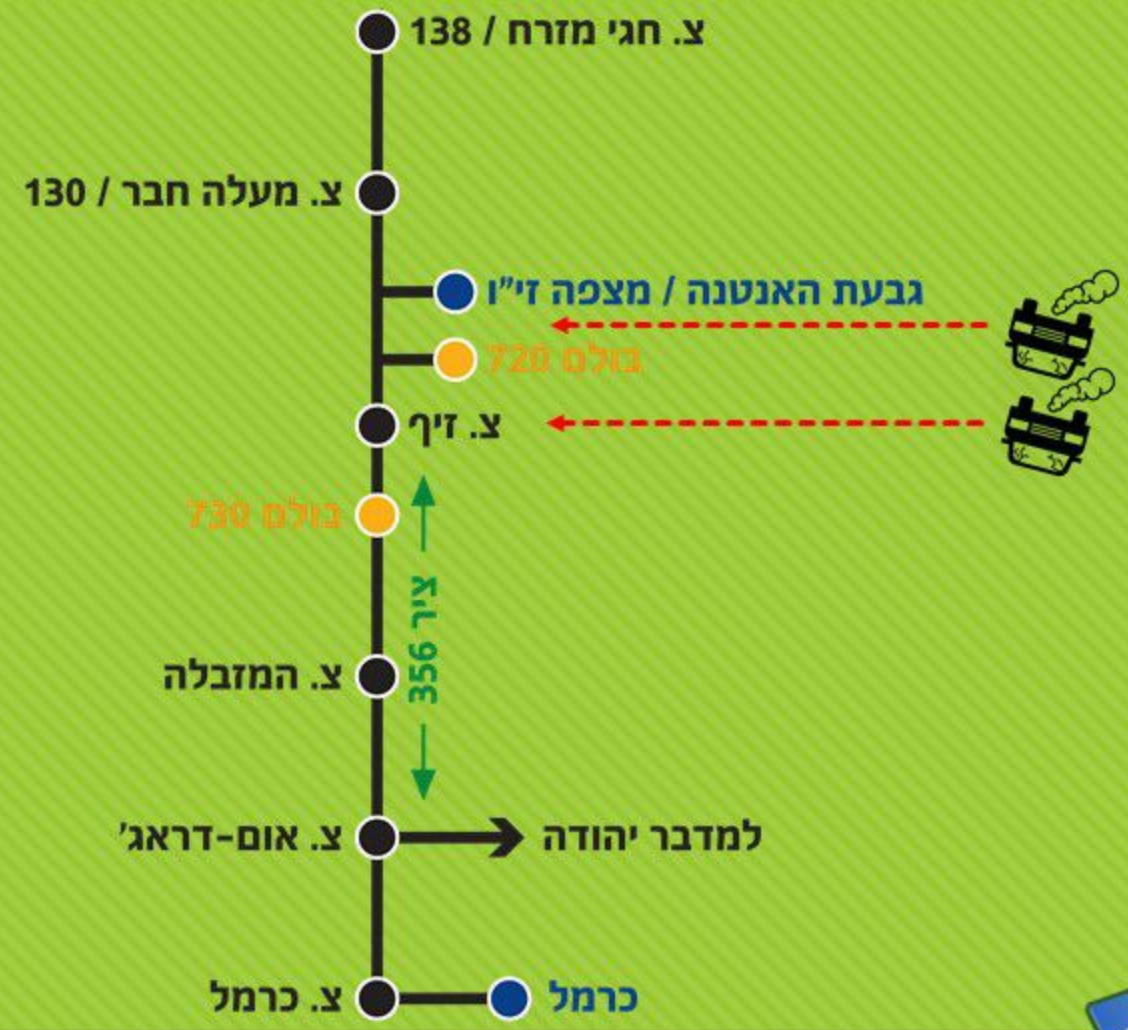 צ. חגי מזרח / 138
צ. מעלה חבר / 130
גבעת האנטנה / מצפה זי"ו
בולם 720
צ. זיף
בולם 730
ציר 356
צ. המזבלה
צ. אום-דראג'
למדבר יהודה
צ. כרמל
כרמל